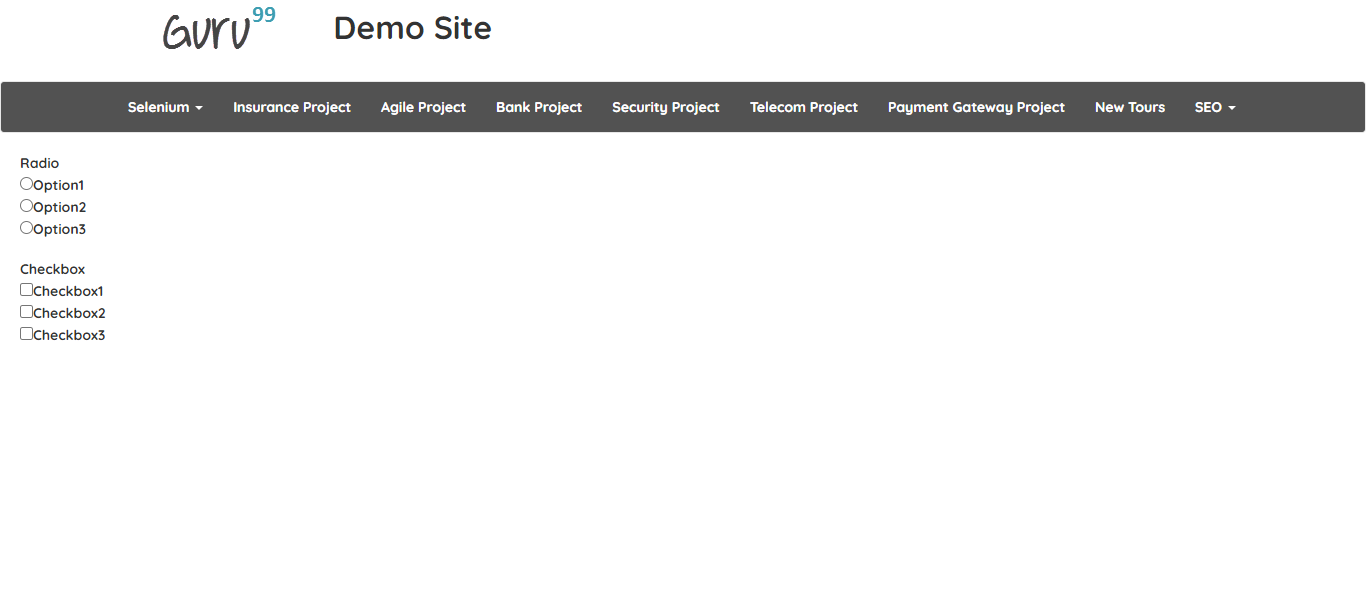 Guru99 Demo Site
Selenium Insurance Project Agile Project Bank Project Security Project Telecom Project Payment Gateway Project New Tours SEO
Radio
Option1
Option2
Option3
Checkbox
Checkbox1
Checkbox2
Checkbox3